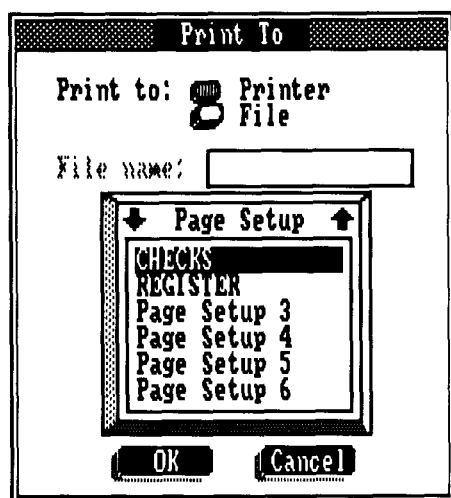 Print To
Print to: Printer
File
File name:
Page Setup
CHECKS
REGISTER
Page Setup 3
Page Setup 4
Page Setup 5
Page Setup 6
OK Cancel